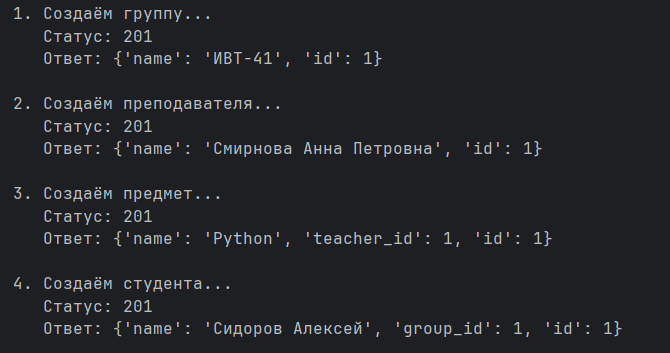 1. Создаём группу...
Статус: 201
Ответ: {'name': 'ИВТ-41', 'id': 1}
2. Создаём преподавателя...
Статус: 201
Ответ: {'name': 'Смирнова Анна Петровна', 'id': 1}
3. Создаём предмет...
Статус: 201
Ответ: {'name': 'Python', 'teacher_id': 1, 'id': 1}
4. Создаём студента...
Статус: 201
Ответ: {'name': 'Сидоров Алексей', 'group_id': 1, 'id': 1}